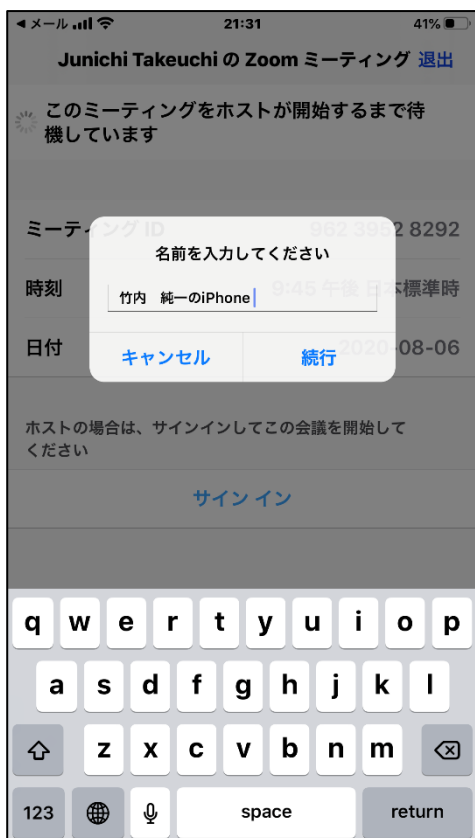 ◀ メール 21:31 41%
Junichi Takeuchi の Zoom ミーティング 退出
このミーティングをホストが開始するまで待
機しています
ミーティング ID 962 3952 8292
名前を入力してください
時刻 9:45 午後 日本標準時
竹内　純一のiPhone
日付 2020-08-06
キャンセル 続行
ホストの場合は、サインインしてこの会議を開始して
ください
サイン イン
q w e r t y u i o p
a s d f g h j k l
z x c v b n m
123 space return